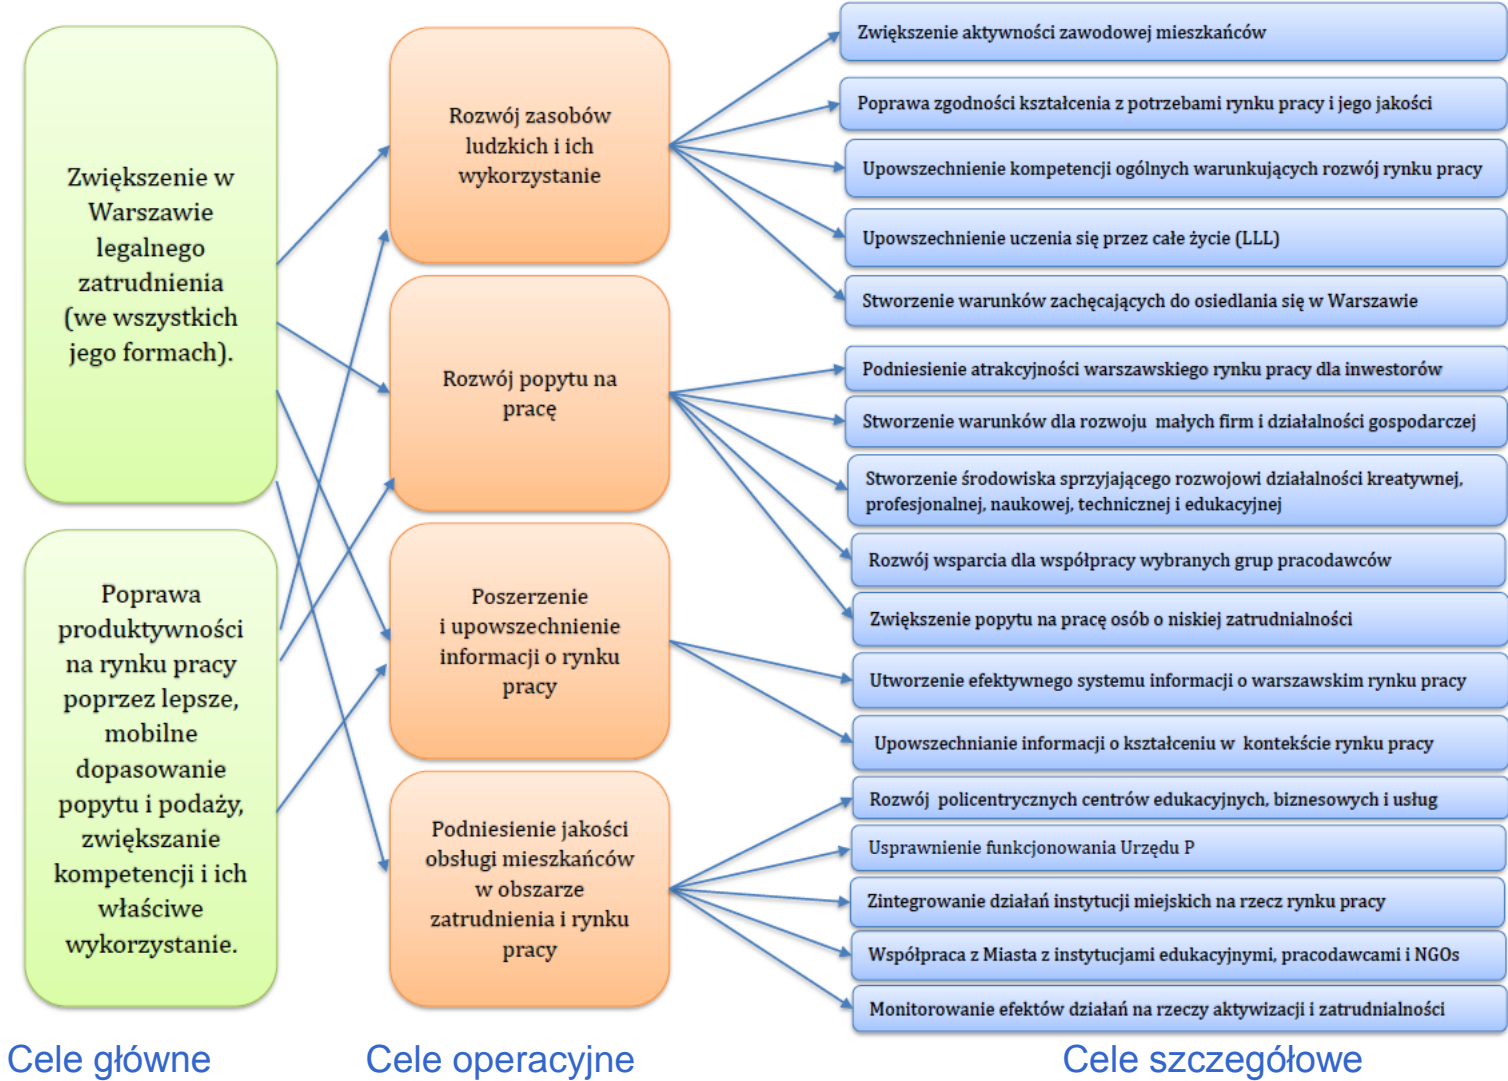 Zwiększenie w
Warszawie
legalnego
zatrudnienia
(we wszystkich
jego formach).
Poprawa
produktywności
na rynku pracy
poprzez lepsze,
mobilne
dopasowanie
popytu i podaży,
zwiększanie
kompetencji i ich
właściwe
wykorzystanie.
Cele główne
Rozwój zasobów
ludzkich i ich
wykorzystanie
Rozwój popytu na
pracę
Poszerzenie
i upowszechnienie
informacji o rynku
pracy
Podniesienie jakości
obsługi mieszkańców
w obszarze
zatrudnienia i rynku
pracy
Cele operacyjne
Zwiększenie aktywności zawodowej mieszkańców
Poprawa zgodności kształcenia z potrzebami rynku pracy i jego jakości
Upowszechnienie kompetencji ogólnych warunkujących rozwój rynku pracy
Upowszechnienie uczenia się przez całe życie (LLL)
Stworzenie warunków zachęcających do osiedlania się w Warszawie
Podniesienie atrakcyjności warszawskiego rynku pracy dla inwestorów
Stworzenie warunków dla rozwoju małych firm i działalności gospodarczej
Stworzenie środowiska sprzyjającego rozwojowi działalności kreatywnej,
profesjonalnej, naukowej, technicznej i edukacyjnej
Rozwój wsparcia dla współpracy wybranych grup pracodawców
Zwiększenie popytu na pracę osób o niskiej zatrudnialności
Utworzenie efektywnego systemu informacji o warszawskim rynku pracy
Upowszechnianie informacji o kształceniu w kontekście rynku pracy
Rozwój policentrycznych centrów edukacyjnych, biznesowych i usług
Usprawnienie funkcjonowania Urzędu P
Zintegrowanie działań instytucji miejskich na rzecz rynku pracy
Współpraca z Miasta z instytucjami edukacyjnymi, pracodawcami i NGOs
Monitorowanie efektów działań na rzeczy aktywizacji i zatrudnialności
Cele szczegółowe